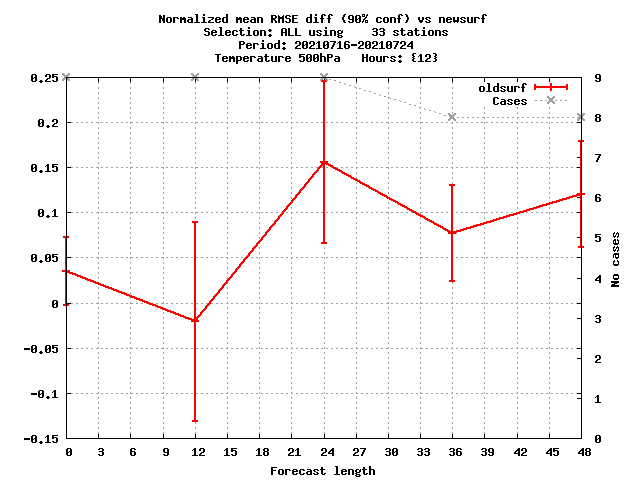 Normalized mean RMSE diff (90% conf) vs newsurf
Selection: ALL using    33 stations
Period: 20210716-20210724
Temperature 500hPa   Hours: {12}
oldsurf
Cases
0.25
0.2
0.15
0.1
0.05
0
-0.05
-0.1
-0.15
9
8
7
6
5
4
3
2
1
0
No cases
0 3 6 9 12 15 18 21 24 27 30 33 36 39 42 45 48
Forecast length